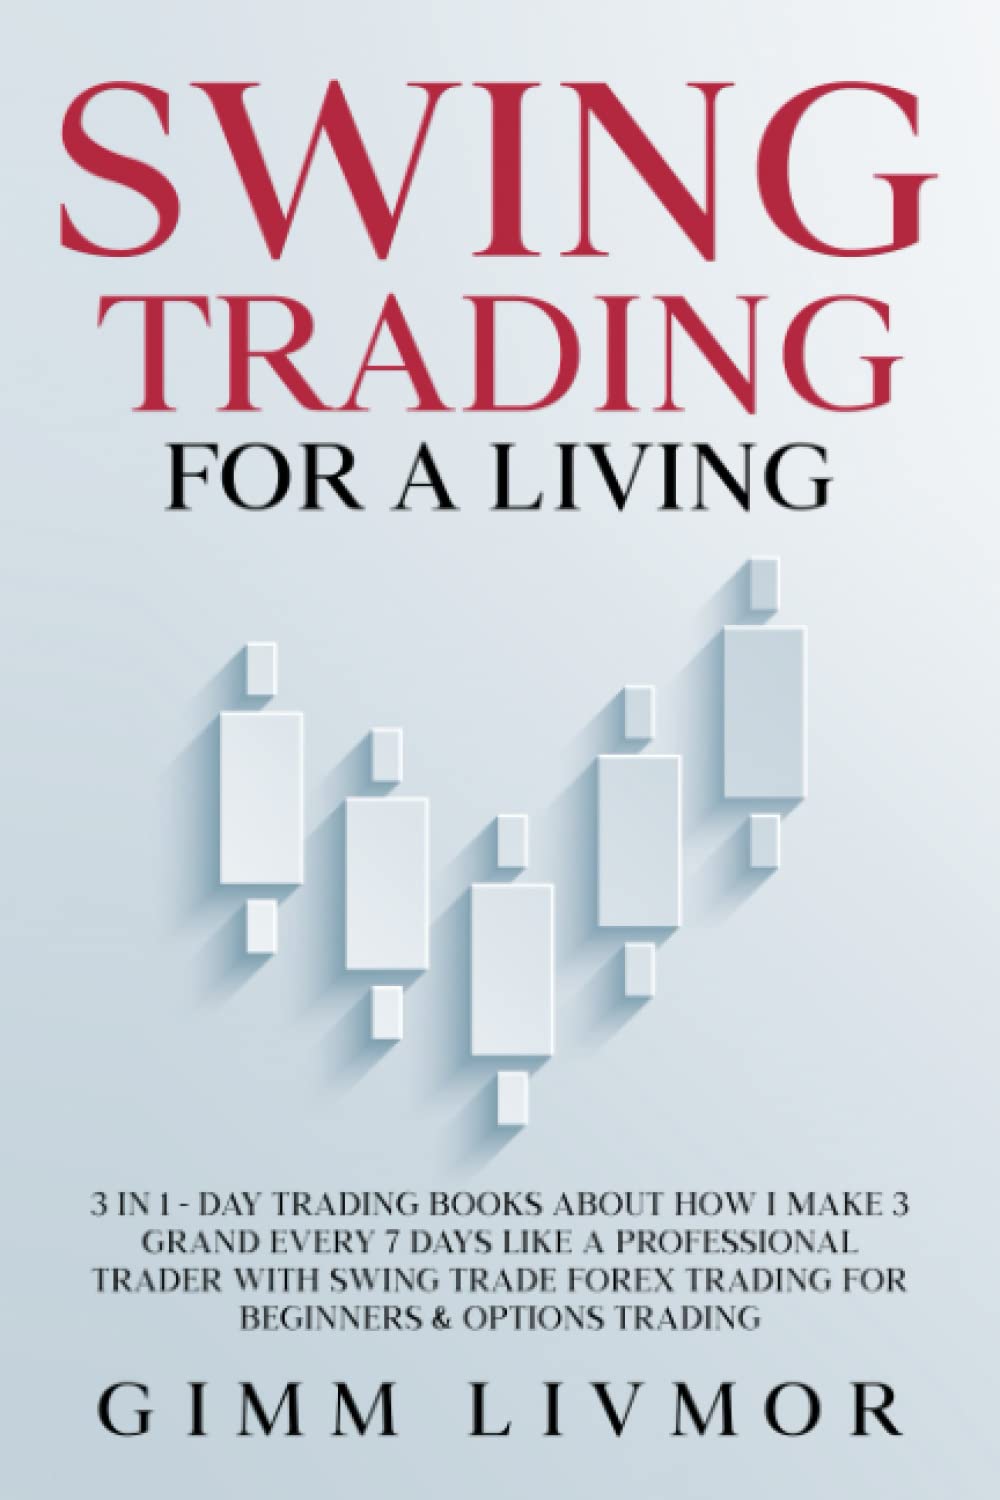 SWING
TRADING
FOR A LIVING
3 IN 1 - DAY TRADING BOOKS ABOUT HOW I MAKE 3
GRAND EVERY 7 DAYS LIKE A PROFESSIONAL
TRADER WITH SWING TRADE FOREX TRADING FOR
BEGINNERS & OPTIONS TRADING
GIMM LIVMOR